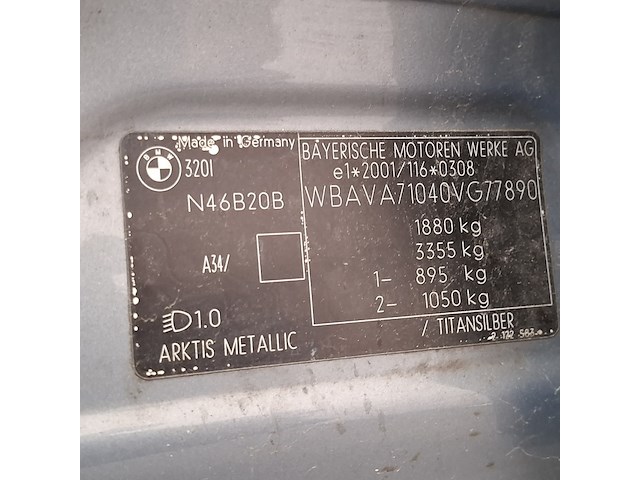 Made in Germany
BMW
320I
N46B20B
A34/
1.0
ARKTIS METALLIC
BAYERISCHE MOTOREN WERKE AG
e1*2001/116*0308
WBAVA71040VG77890
1880 kg
3355 kg
1- 895 kg
2- 1050 kg
/ TITANSILBER